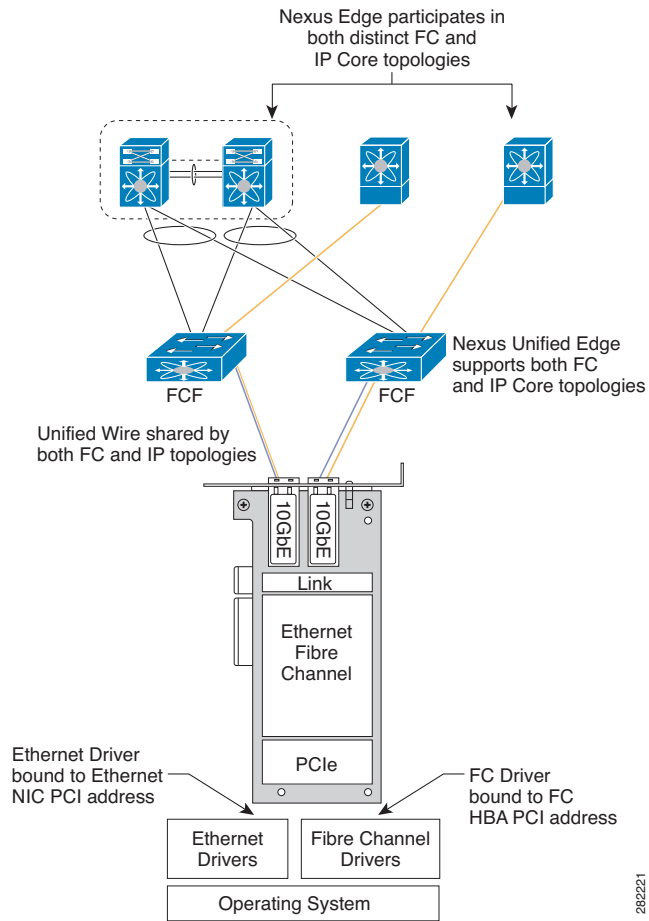 Nexus Edge participates in
both distinct FC and
IP Core topologies
Nexus Unified Edge
supports both FC
and IP Core topologies
FCF
FCF
Unified Wire shared by
both FC and IP topologies
10GbE
10GbE
Link
Ethernet
Fibre
Channel
PCIe
Ethernet Driver
bound to Ethernet
NIC PCI address
FC Driver
bound to FC
HBA PCI address
Ethernet
Drivers
Fibre Channel
Drivers
Operating System
282221